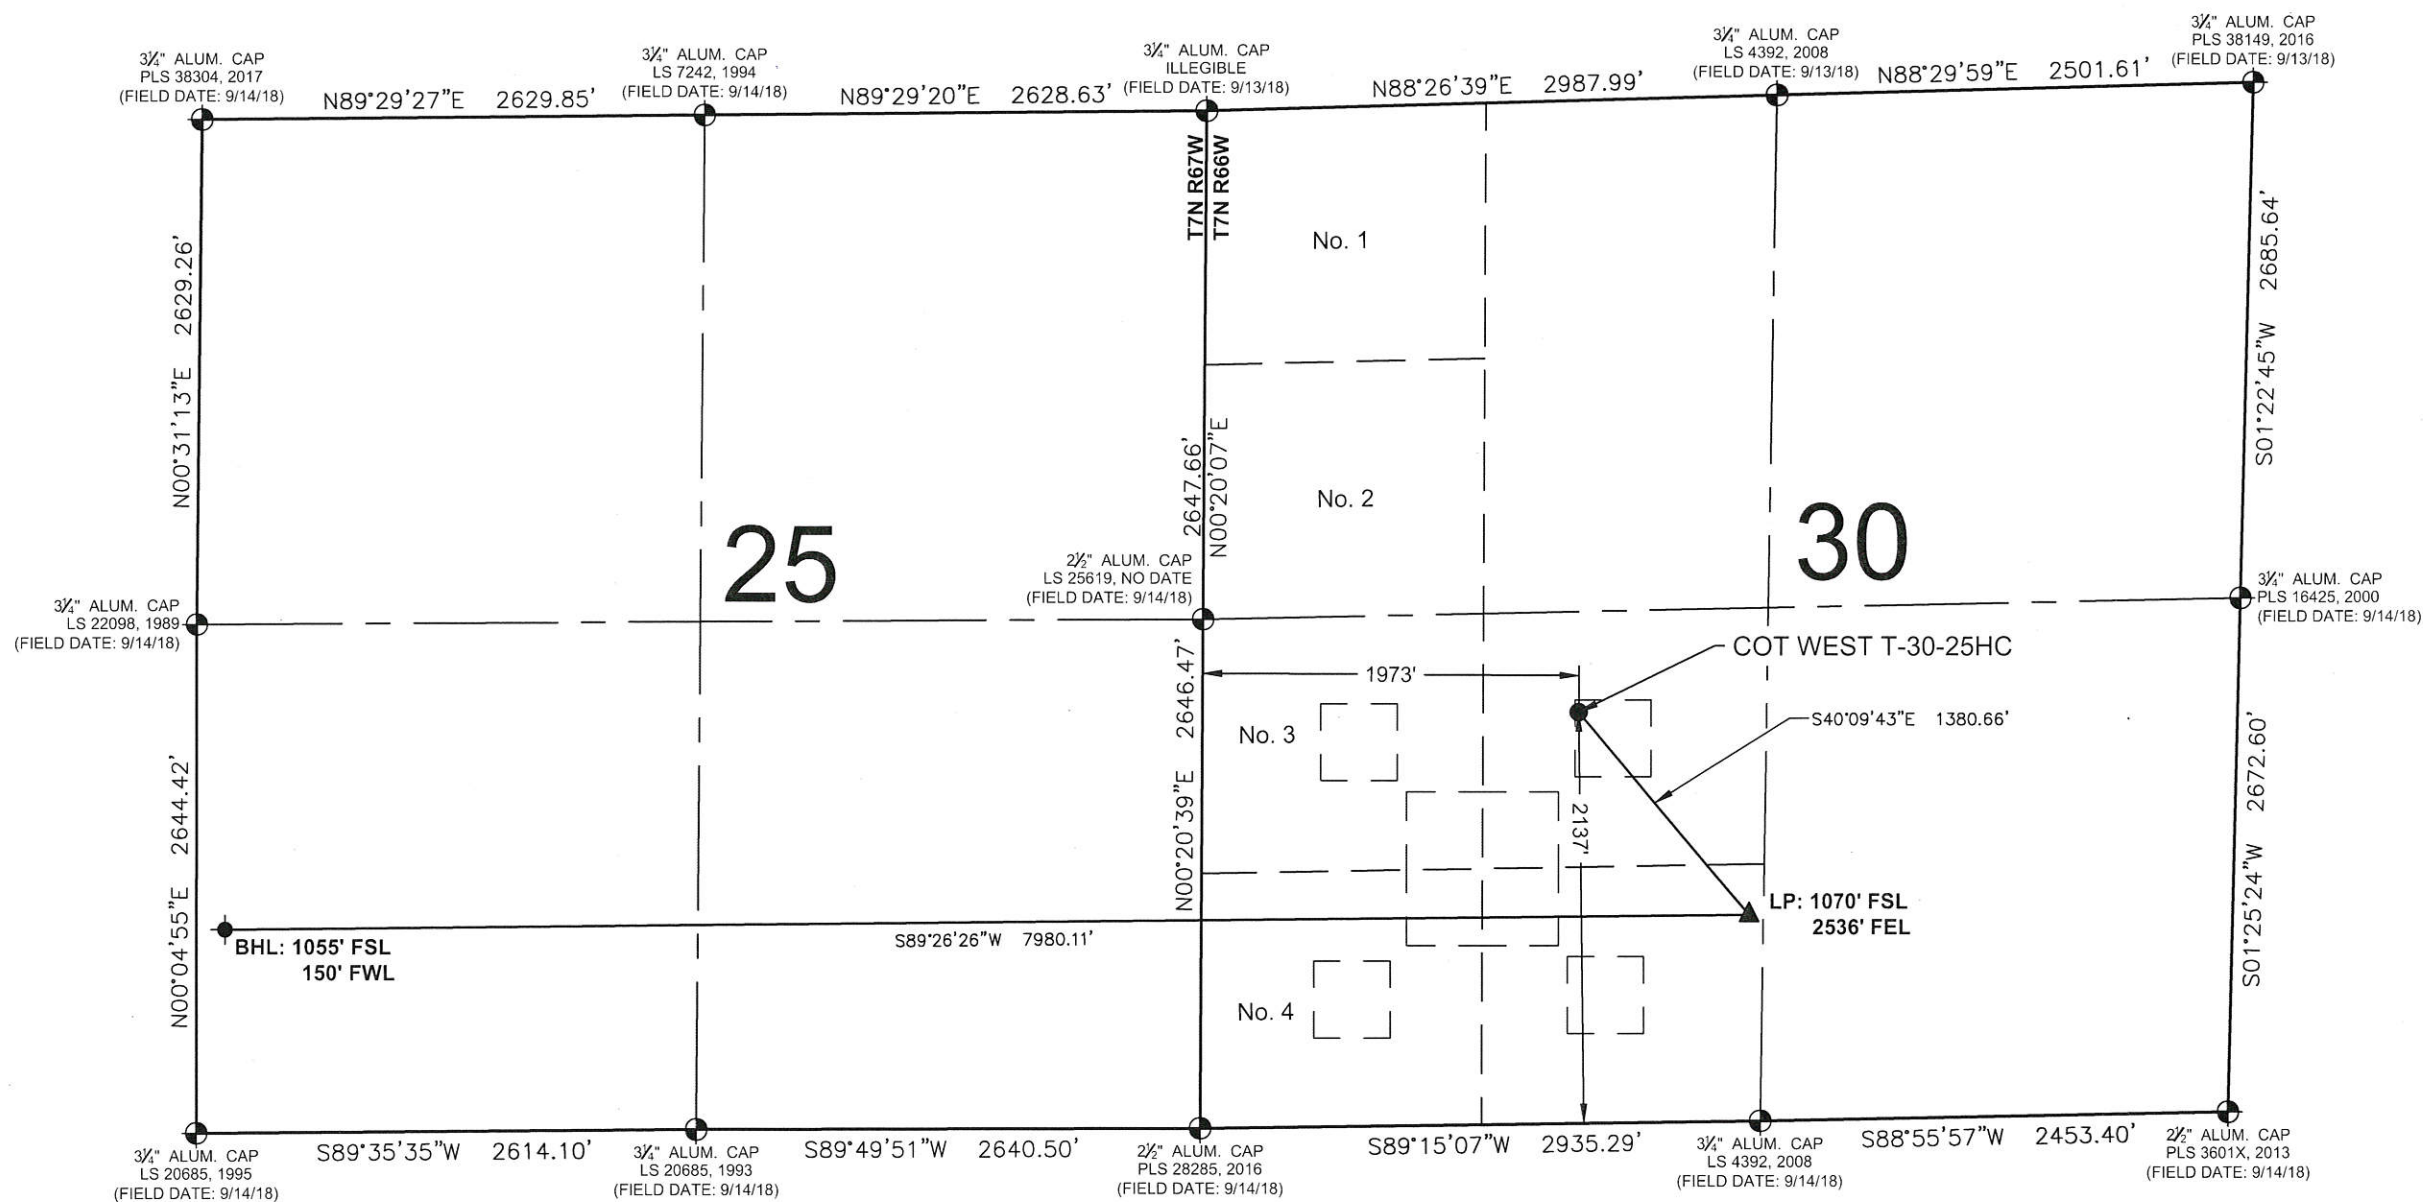 3¼" ALUM. CAP
PLS 38304, 2017
(FIELD DATE: 9/14/18)
N89°29'27"E 2629.85'
3¼" ALUM. CAP
LS 7242, 1994
(FIELD DATE: 9/14/18)
N89°29'20"E 2628.63'
3¼" ALUM. CAP
ILLEGIBLE
(FIELD DATE: 9/13/18)
N88°26'39"E 2987.99'
3¼" ALUM. CAP
LS 4392, 2008
(FIELD DATE: 9/13/18)
N88°29'59"E 2501.61'
3¼" ALUM. CAP
PLS 38149, 2016
(FIELD DATE: 9/13/18)
T7N R67W
T7N R66W
No. 1
N00°31'13"E 2629.26'
S01°22'45"W 2685.64'
2647.66'
N00°20'07"E
No. 2
25
30
2½" ALUM. CAP
LS 25619, NO DATE
(FIELD DATE: 9/14/18)
3¼" ALUM. CAP
LS 22098, 1989
(FIELD DATE: 9/14/18)
3¼" ALUM. CAP
PLS 16425, 2000
(FIELD DATE: 9/14/18)
COT WEST T-30-25HC
1973'
S40°09'43"E 1380.66'
No. 3
N00°20'39"E 2646.47'
2137'
N00°04'55"E 2644.42'
S01°25'24"W 2672.60'
LP: 1070' FSL
2536' FEL
BHL: 1055' FSL
150' FWL
S89°26'26"W 7980.11'
No. 4
3¼" ALUM. CAP
LS 20685, 1995
(FIELD DATE: 9/14/18)
S89°35'35"W 2614.10'
3¼" ALUM. CAP
LS 20685, 1993
(FIELD DATE: 9/14/18)
S89°49'51"W 2640.50'
2½" ALUM. CAP
PLS 28285, 2016
(FIELD DATE: 9/14/18)
S89°15'07"W 2935.29'
3¼" ALUM. CAP
LS 4392, 2008
(FIELD DATE: 9/14/18)
S88°55'57"W 2453.40'
2½" ALUM. CAP
PLS 3601X, 2013
(FIELD DATE: 9/14/18)